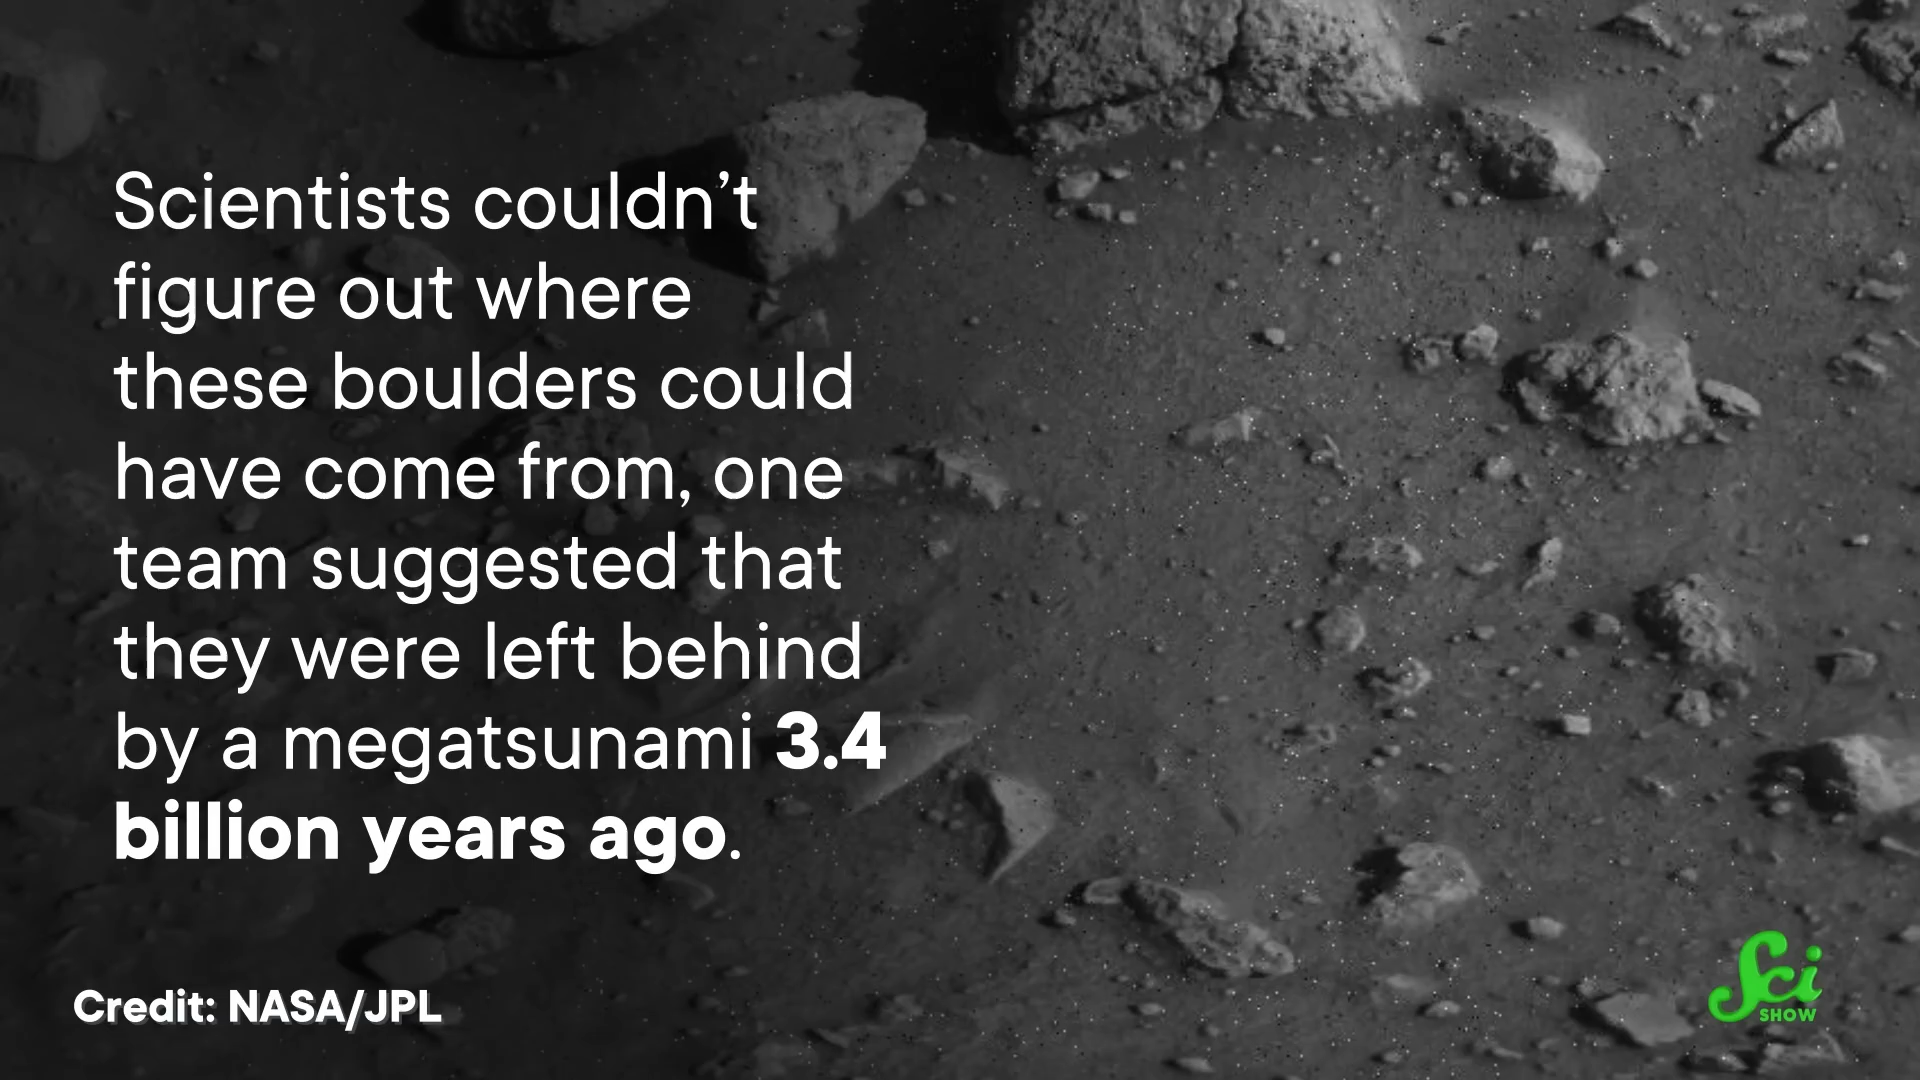 Scientists couldn’t
figure out where
these boulders could
have come from, one
team suggested that
they were left behind
by a megatsunami 3.4
billion years ago.
Credit: NASA/JPL
Sci
SHOW